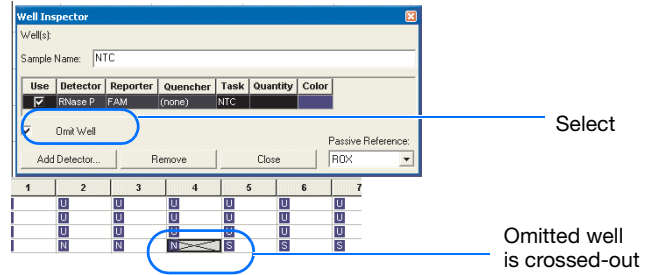 Well Inspector
Well(s):
Sample Name: NTC
Use Detector Reporter Quencher Task Quantity Color
RNase P FAM (none) NTC
Omit Well
Select
Passive Reference:
Add Detector... Remove Close ROX
1 2 3 4 5 6 7
U U U U U U
U U U U U U
U U U U U U
N N N S S S
Omitted well
is crossed-out